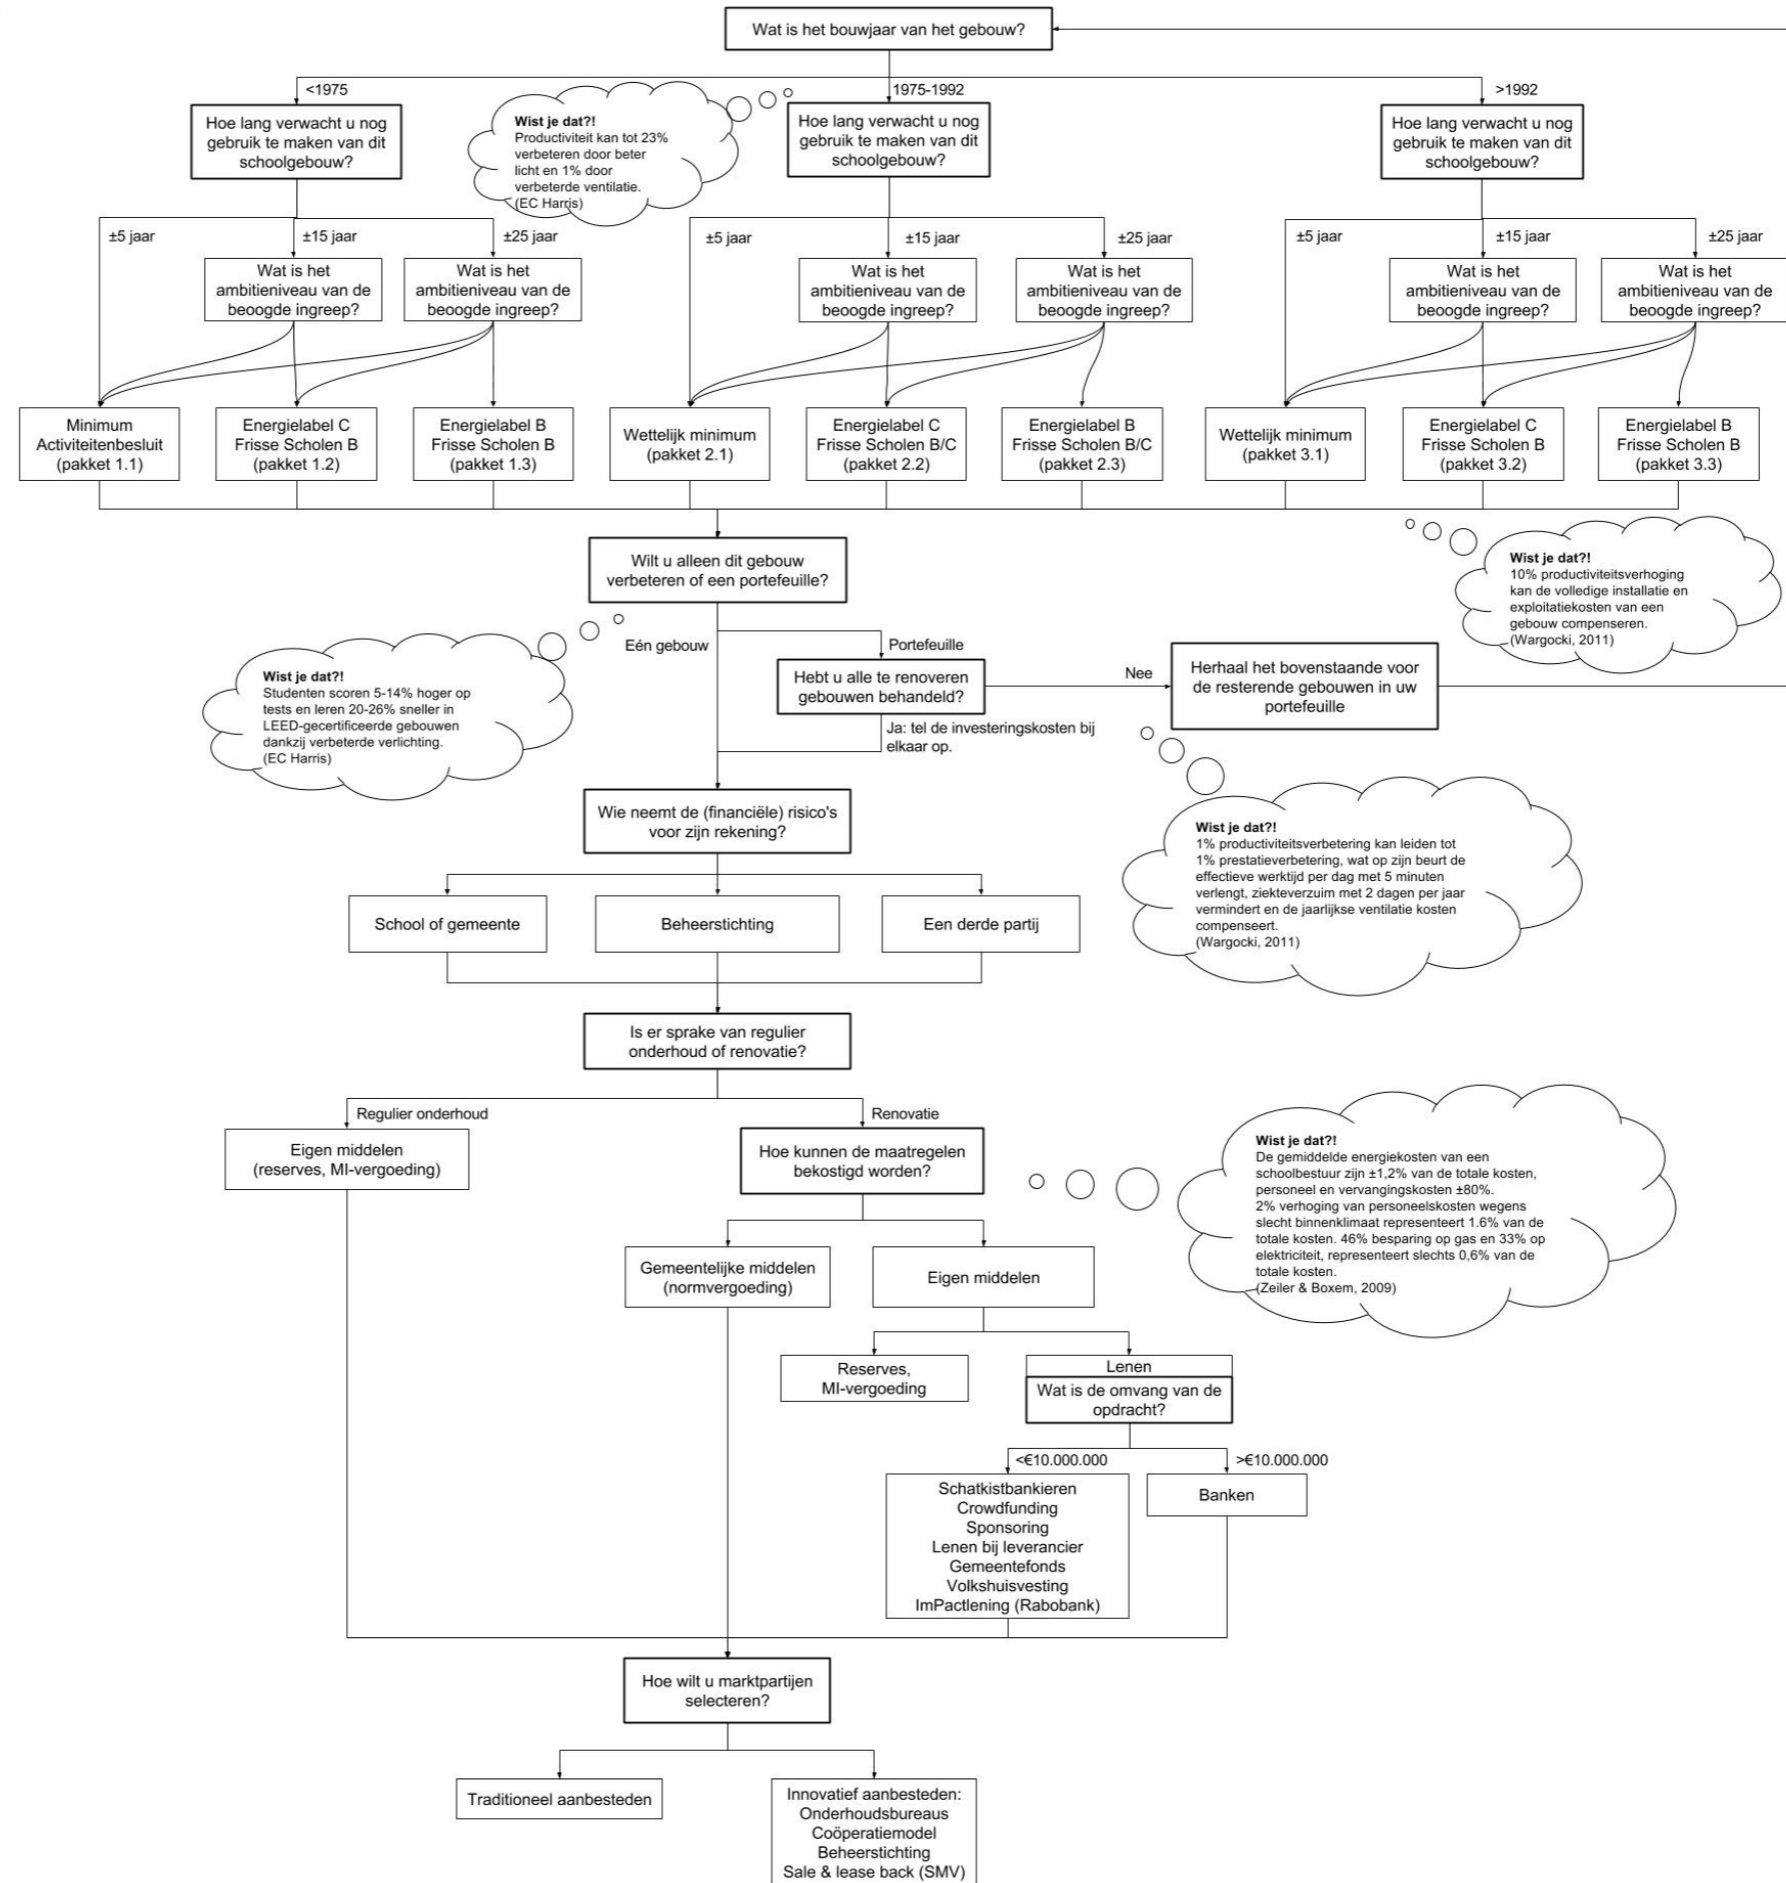 Wat is het bouwjaar van het gebouw?
<1975
1975-1992
>1992
Hoe lang verwacht u nog
gebruik te maken van dit
schoolgebouw?
Wist je dat?!
Productiviteit kan tot 23%
verbeteren door beter
licht en 1% door
verbeterde ventilatie.
(EC Harris)
Hoe lang verwacht u nog
gebruik te maken van dit
schoolgebouw?
Hoe lang verwacht u nog
gebruik te maken van dit
schoolgebouw?
±5 jaar
±15 jaar
±25 jaar
±5 jaar
±15 jaar
±25 jaar
±5 jaar
±15 jaar
±25 jaar
Wat is het
ambitieniveau van de
beoogde ingreep?
Wat is het
ambitieniveau van de
beoogde ingreep?
Wat is het
ambitieniveau van de
beoogde ingreep?
Wat is het
ambitieniveau van de
beoogde ingreep?
Wat is het
ambitieniveau van de
beoogde ingreep?
Wat is het
ambitieniveau van de
beoogde ingreep?
Minimum
Activiteitenbesluit
(pakket 1.1)
Energielabel C
Frisse Scholen B
(pakket 1.2)
Energielabel B
Frisse Scholen B
(pakket 1.3)
Wettelijk minimum
(pakket 2.1)
Energielabel C
Frisse Scholen B/C
(pakket 2.2)
Energielabel B
Frisse Scholen B/C
(pakket 2.3)
Wettelijk minimum
(pakket 3.1)
Energielabel C
Frisse Scholen B
(pakket 3.2)
Energielabel B
Frisse Scholen B
(pakket 3.3)
Wilt u alleen dit gebouw
verbeteren of een portefeuille?
Wist je dat?!
10% productiviteitsverhoging
kan de volledige installatie en
exploitatiekosten van een
gebouw compenseren.
(Wargocki, 2011)
Eén gebouw
Portefeuille
Wist je dat?!
Studenten scoren 5-14% hoger op
tests en leren 20-26% sneller in
LEED-gecertificeerde gebouwen
dankzij verbeterde verlichting.
(EC Harris)
Hebt u alle te renoveren
gebouwen behandeld?
Nee
Herhaal het bovenstaande voor
de resterende gebouwen in uw
portefeuille
Ja: tel de investeringskosten bij
elkaar op.
Wie neemt de (financiële) risico's
voor zijn rekening?
Wist je dat?!
1% productiviteitsverbetering kan leiden tot
1% prestatieverbetering, wat op zijn beurt de
effectieve werktijd per dag met 5 minuten
verlengt, ziekteverzuim met 2 dagen per jaar
vermindert en de jaarlijkse ventilatie kosten
compenseert.
(Wargocki, 2011)
School of gemeente
Beheerstichting
Een derde partij
Is er sprake van regulier
onderhoud of renovatie?
Regulier onderhoud
Renovatie
Eigen middelen
(reserves, MI-vergoeding)
Hoe kunnen de maatregelen
bekostigd worden?
Wist je dat?!
De gemiddelde energiekosten van een
schoolbestuur zijn ±1,2% van de totale kosten,
personeel en vervangingskosten ±80%.
2% verhoging van personeelskosten wegens
slecht binnenklimaat representeert 1.6% van de
totale kosten. 46% besparing op gas en 33% op
elektriciteit, representeert slechts 0,6% van de
totale kosten.
(Zeiler & Boxem, 2009)
Gemeentelijke middelen
(normvergoeding)
Eigen middelen
Reserves,
MI-vergoeding
Lenen
Wat is de omvang van de
opdracht?
<€10.000.000
>€10.000.000
Schatkistbankieren
Crowdfunding
Sponsoring
Lenen bij leverancier
Gemeentefonds
Volkshuisvesting
ImPactlening (Rabobank)
Banken
Hoe wilt u marktpartijen
selecteren?
Traditioneel aanbesteden
Innovatief aanbesteden:
Onderhoudsbureaus
Coöperatiemodel
Beheerstichting
Sale & lease back (SMV)